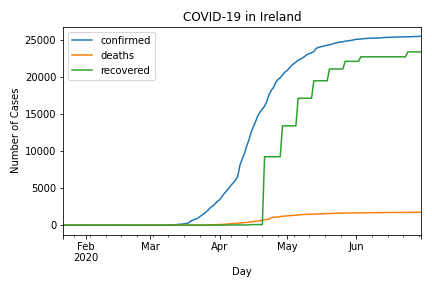 COVID-19 in Ireland
confirmed
deaths
recovered
Number of Cases
25000
20000
15000
10000
5000
0
Feb
2020
Mar
Apr
May
Jun
Day